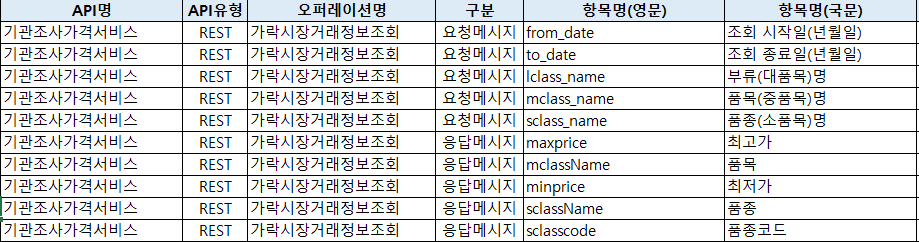 API명 API유형 오퍼레이션명 구분 항목명(영문) 항목명(국문)
기관조사가격서비스 REST 가락시장거래정보조회 요청메시지 from_date 조회 시작일(년월일)
기관조사가격서비스 REST 가락시장거래정보조회 요청메시지 to_date 조회 종료일(년월일)
기관조사가격서비스 REST 가락시장거래정보조회 요청메시지 lclass_name 부류(대품목)명
기관조사가격서비스 REST 가락시장거래정보조회 요청메시지 mclass_name 품목(중품목)명
기관조사가격서비스 REST 가락시장거래정보조회 요청메시지 sclass_name 품종(소품목)명
기관조사가격서비스 REST 가락시장거래정보조회 응답메시지 maxprice 최고가
기관조사가격서비스 REST 가락시장거래정보조회 응답메시지 mclassName 품목
기관조사가격서비스 REST 가락시장거래정보조회 응답메시지 minprice 최저가
기관조사가격서비스 REST 가락시장거래정보조회 응답메시지 sclassName 품종
기관조사가격서비스 REST 가락시장거래정보조회 응답메시지 sclasscode 품종코드